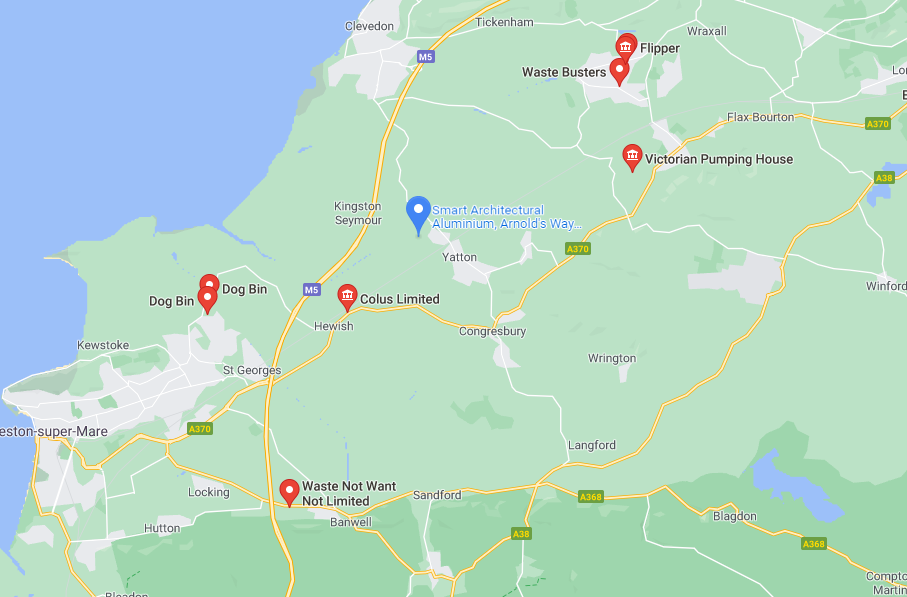 Clevedon
Tickenham
Wraxall
Flipper
M5
Waste Busters
Flax Bourton
A370
Victorian Pumping House
A38
Kingston
Seymour
Smart Architectural
Aluminium, Arnold's Way...
A370
Yatton
Winford
M5
Dog Bin
Dog Bin
Colus Limited
Hewish
Congresbury
Kewstoke
Wrington
St Georges
A370
eston-super-Mare
Langford
Waste Not Want
Not Limited
Locking
Sandford
A368
Hutton
Banwell
Blagdon
A38
A368
Compto
Martin